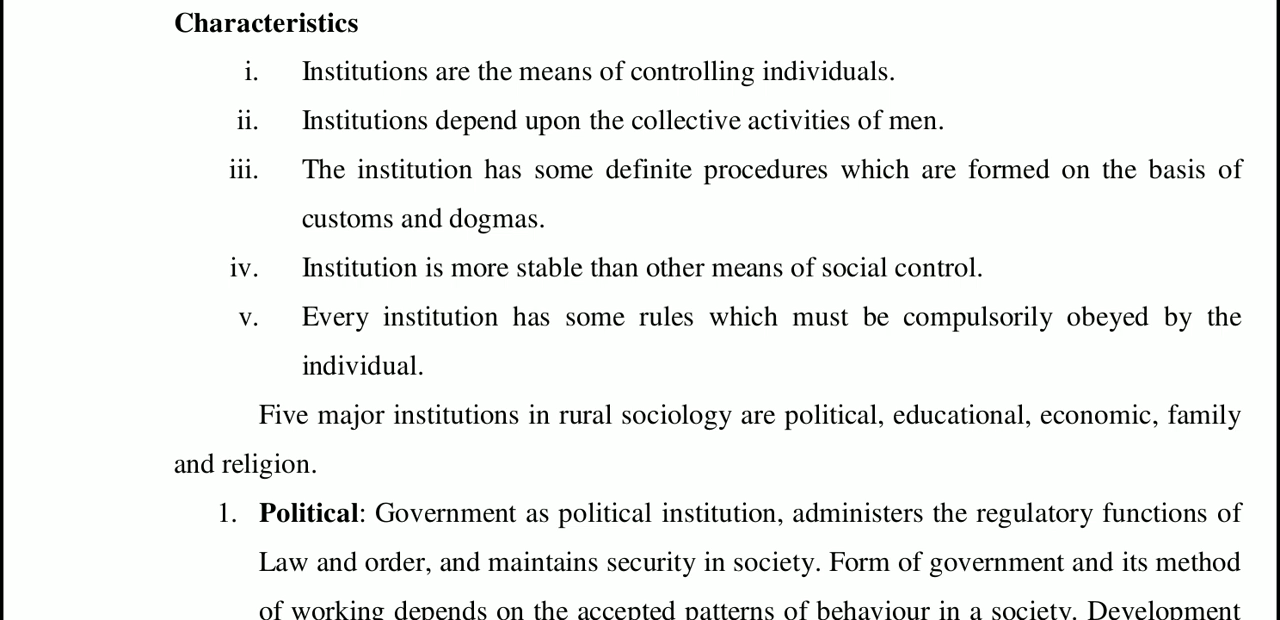 Characteristics
i. Institutions are the means of controlling individuals.
ii. Institutions depend upon the collective activities of men.
iii. The institution has some definite procedures which are formed on the basis of
customs and dogmas.
iv. Institution is more stable than other means of social control.
v. Every institution has some rules which must be compulsorily obeyed by the
individual.
Five major institutions in rural sociology are political, educational, economic, family
and religion.
1. Political: Government as political institution, administers the regulatory functions of
Law and order, and maintains security in society. Form of government and its method
of working depends on the accepted patterns of behaviour in a society. Development